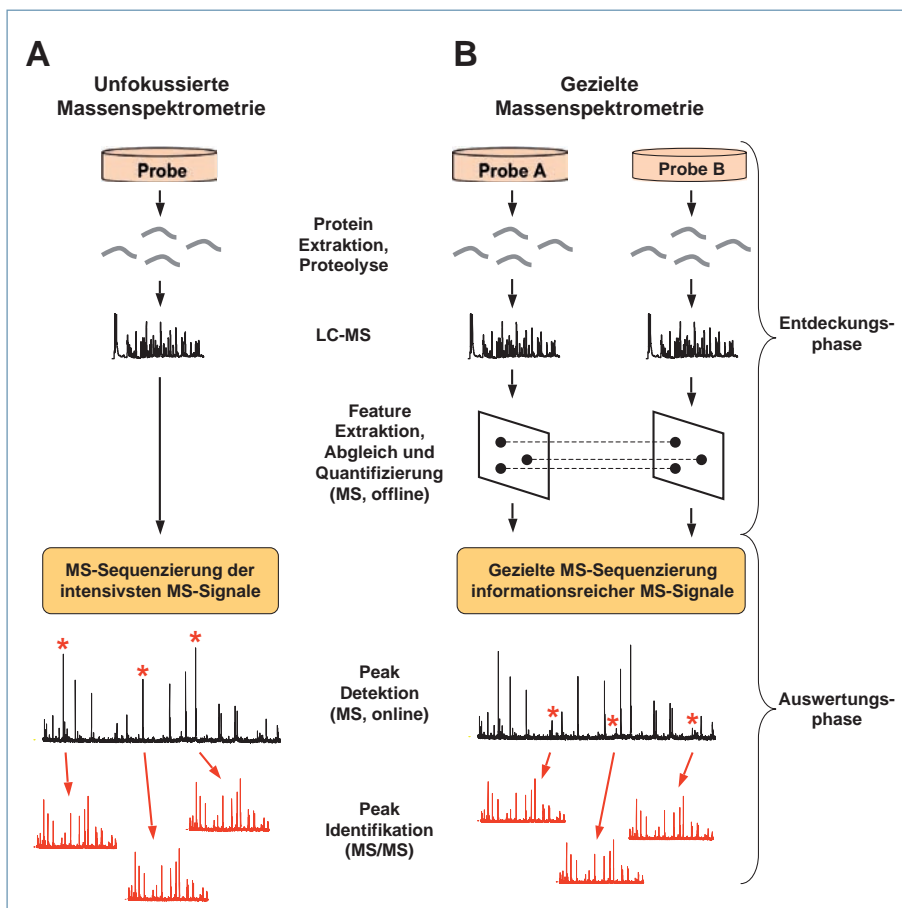 A
Unfokussierte
Massenspektrometrie
B
Gezielte
Massenspektrometrie
Probe
Probe A
Probe B
Protein
Extraktion,
Proteolyse
LC-MS
Entdeckungs-
phase
Feature
Extraktion,
Abgleich und
Quantifizierung
(MS, offline)
MS-Sequenzierung der
intensivsten MS-Signale
Gezielte MS-Sequenzierung
informationsreicher MS-Signale
* * *
Peak
Detektion
(MS, online)
* * *
Auswertungs-
phase
Peak
Identifikation
(MS/MS)